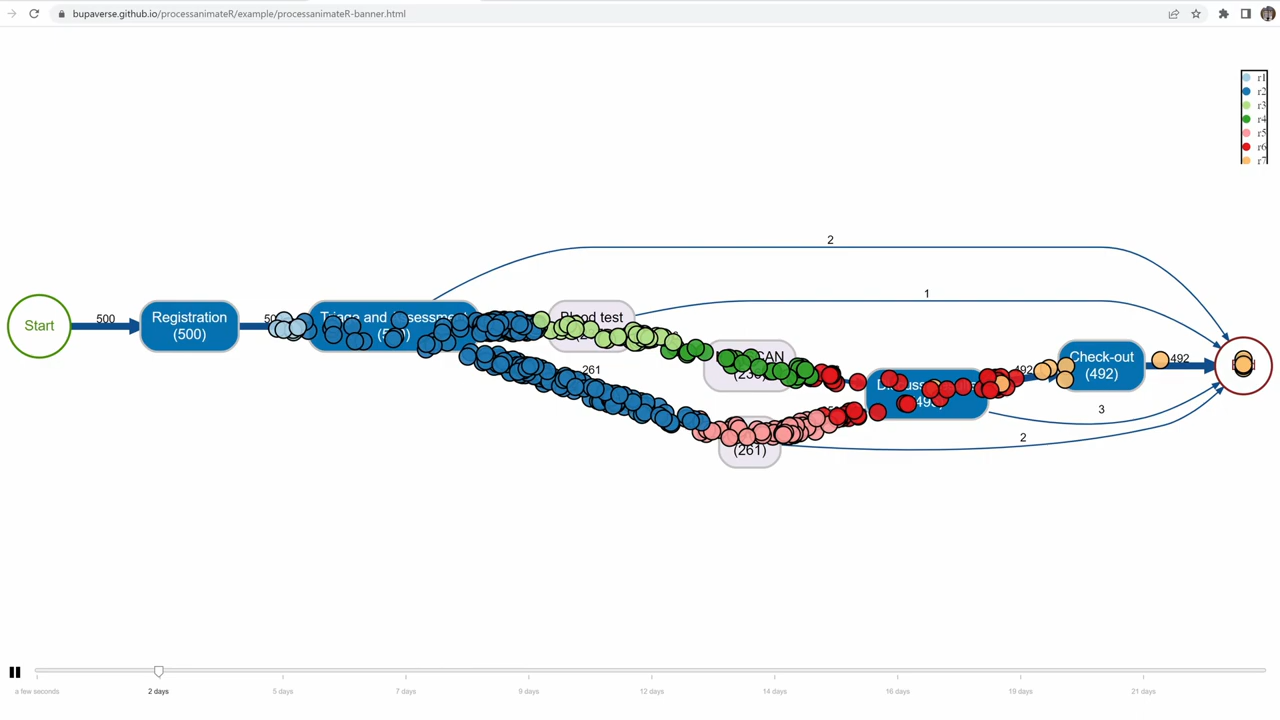 bupaverse.github.io/processanimateR/example/processanimateR-banner.html
r1
r2
r3
r4
r5
r6
r7
2
1
500
Start
Registration
(500)
Blood test
261
(261)
Check-out
(492)
492
492
3
2
a few seconds
2 days
5 days
7 days
9 days
12 days
14 days
16 days
19 days
21 days